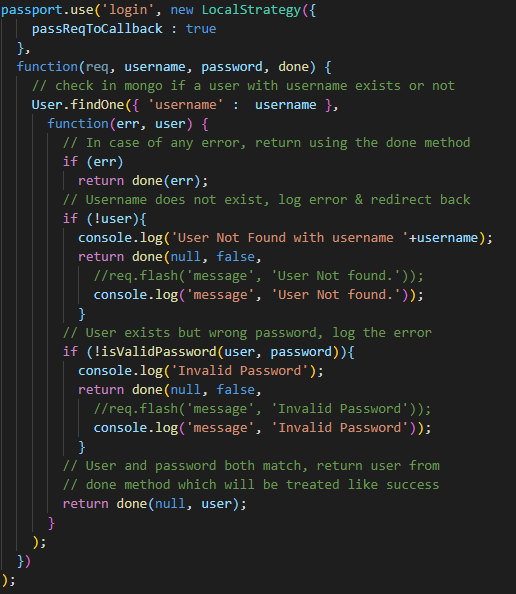 passport.use('login', new LocalStrategy({
    passReqToCallback : true
  },
  function(req, username, password, done) {
    // check in mongo if a user with username exists or not
    User.findOne({ 'username' :  username },
      function(err, user) {
        // In case of any error, return using the done method
        if (err)
          return done(err);
        // Username does not exist, log error & redirect back
        if (!user){
          console.log('User Not Found with username '+username);
          return done(null, false,
            //req.flash('message', 'User Not found.'));
            console.log('message', 'User Not found.'));
          }
        // User exists but wrong password, log the error
        if (!isValidPassword(user, password)){
          console.log('Invalid Password');
          return done(null, false,
            //req.flash('message', 'Invalid Password'));
            console.log('message', 'Invalid Password'));
          }
        // User and password both match, return user from
        // done method which will be treated like success
        return done(null, user);
      }
    );
  })
);